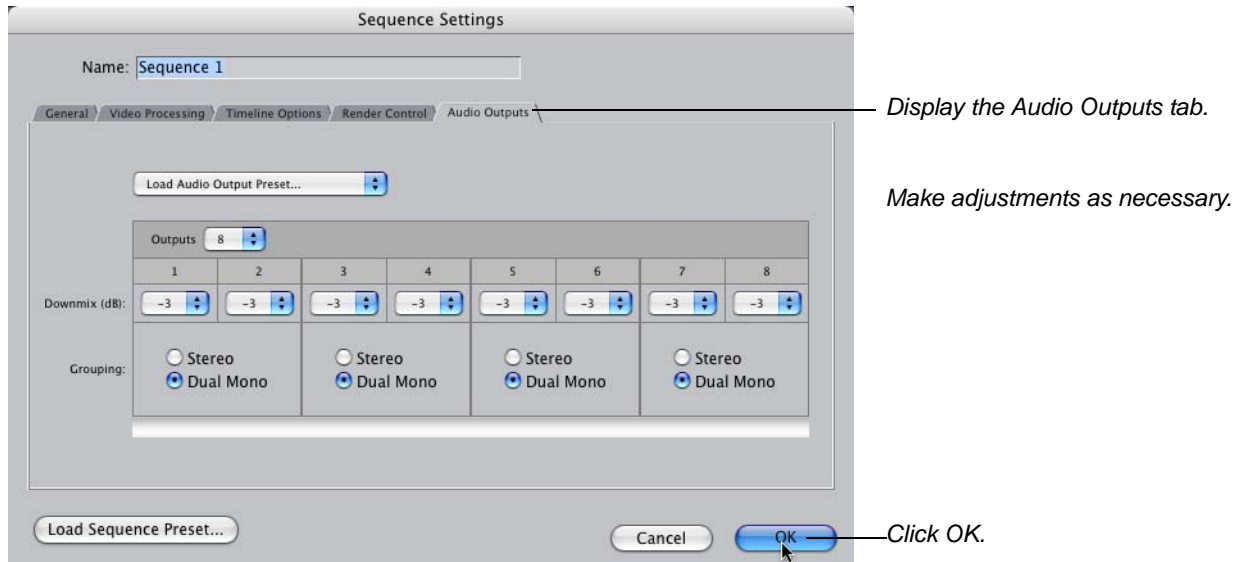 Sequence Settings
Name: Sequence 1
General Video Processing Timeline Options Render Control Audio Outputs
Display the Audio Outputs tab.
Load Audio Output Preset...
Make adjustments as necessary.
Outputs 8
1 2 3 4 5 6 7 8
Downmix (dB): -3 -3 -3 -3 -3 -3 -3 -3
Grouping:
Stereo Stereo Stereo Stereo
Dual Mono Dual Mono Dual Mono Dual Mono
Load Sequence Preset...
Cancel OK
Click OK.